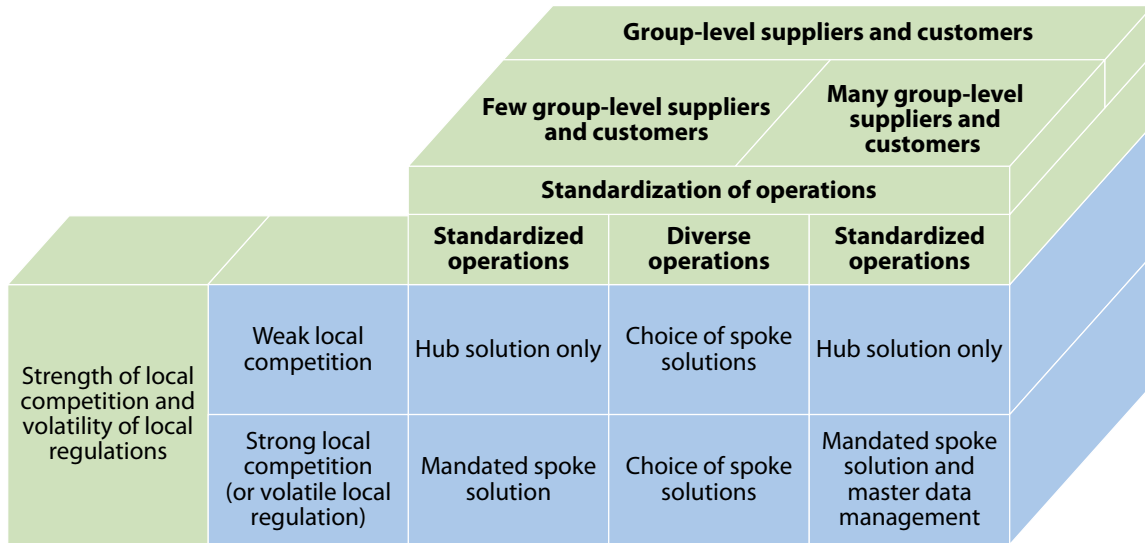 Group-level suppliers and customers
Few group-level suppliers
and customers
Many group-level
suppliers and
customers
Standardization of operations
Standardized
operations
Diverse
operations
Standardized
operations
Strength of local
competition and
volatility of local
regulations
Weak local
competition
Hub solution only
Choice of spoke
solutions
Hub solution only
Strong local
competition
(or volatile local
regulation)
Mandated spoke
solution
Choice of spoke
solutions
Mandated spoke
solution and
master data
management